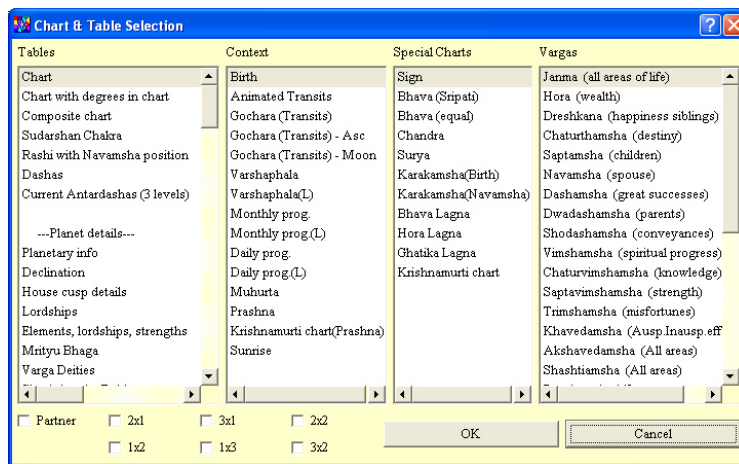 Chart & Table Selection
Tables
Chart
Chart with degrees in chart
Composite chart
Sudarshan Chakra
Rashi with Navamsha position
Dashas
Current Antardashas (3 levels)
---Planet details---
Planetary info
Declination
House cusp details
Lordships
Elements, lordships, strengths
Mrityu Bhaga
Varga Deities
Context
Birth
Animated Transits
Gochara (Transits)
Gochara (Transits) - Asc
Gochara (Transits) - Moon
Varshaphala
Varshaphala(L)
Monthly prog.
Monthly prog.(L)
Daily prog.
Daily prog.(L)
Muhurta
Prashna
Krishnamurti chart(Prashna)
Sunrise
Special Charts
Sign
Bhava (Sripati)
Bhava (equal)
Chandra
Surya
Karakamsha(Birth)
Karakamsha(Navamsha)
Bhava Lagna
Hora Lagna
Ghatika Lagna
Krishnamurti chart
Vargas
Janma (all areas of life)
Hora (wealth)
Dreshkana (happiness siblings)
Chaturthamsha (destiny)
Saptamsha (children)
Navamsha (spouse)
Dashamsha (great successes)
Dwadashamsha (parents)
Shodashamsha (conveyances)
Vimshamsha (spiritual progress)
Chaturvimshamsha (knowledge)
Saptavimshamsha (strength)
Trimshamsha (misfortunes)
Khavedamsha (Ausp.Inausp.eff
Akshavedamsha (All areas)
Shashtiamsha (All areas)
Partner
2x1
3x1
2x2
1x2
1x3
3x2
OK
Cancel